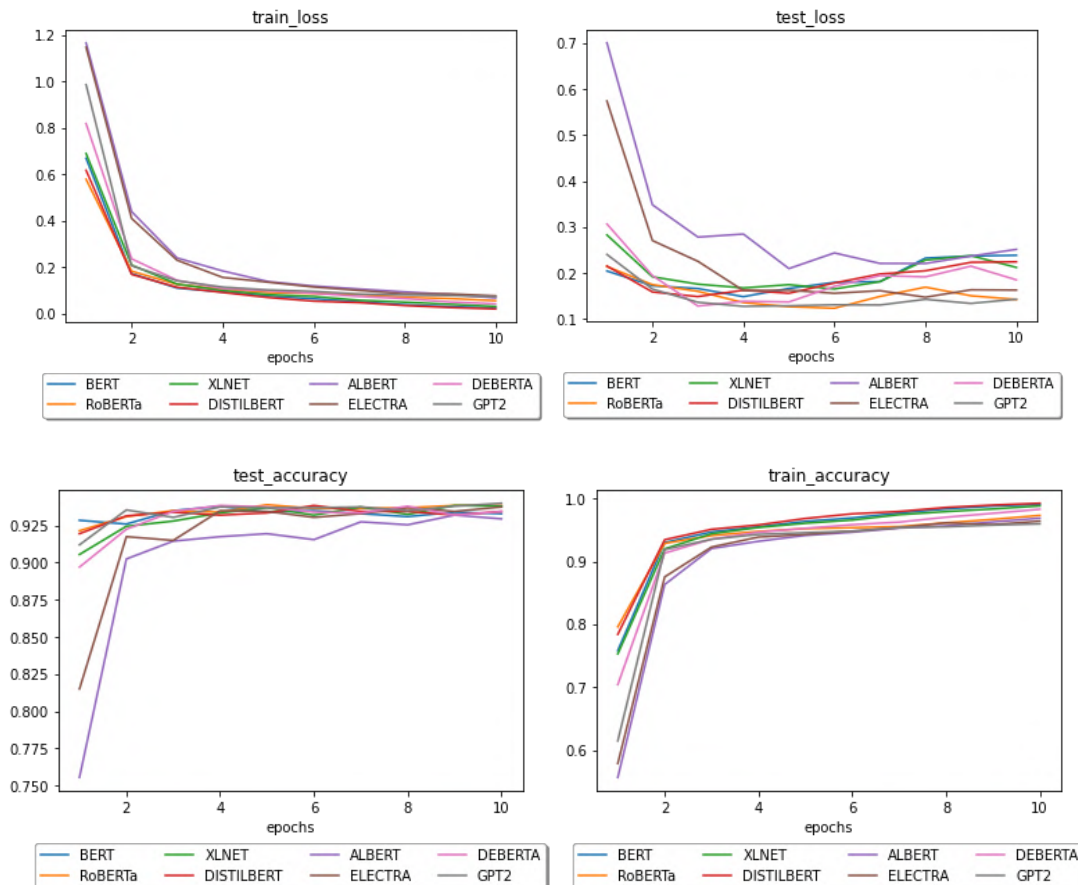 train_loss
1.2
1.0
0.8
0.6
0.4
0.2
0.0
2 4 6 8 10
epochs
BERT XLNET ALBERT DEBERTA
RoBERTa DISTILBERT ELECTRA GPT2
test_loss
0.7
0.6
0.5
0.4
0.3
0.2
0.1
2 4 6 8 10
epochs
BERT XLNET ALBERT DEBERTA
RoBERTa DISTILBERT ELECTRA GPT2
test_accuracy
0.925
0.900
0.875
0.850
0.825
0.800
0.775
0.750
2 4 6 8 10
epochs
BERT XLNET ALBERT DEBERTA
RoBERTa DISTILBERT ELECTRA GPT2
train_accuracy
1.0
0.9
0.8
0.7
0.6
2 4 6 8 10
epochs
BERT XLNET ALBERT DEBERTA
RoBERTa DISTILBERT ELECTRA GPT2